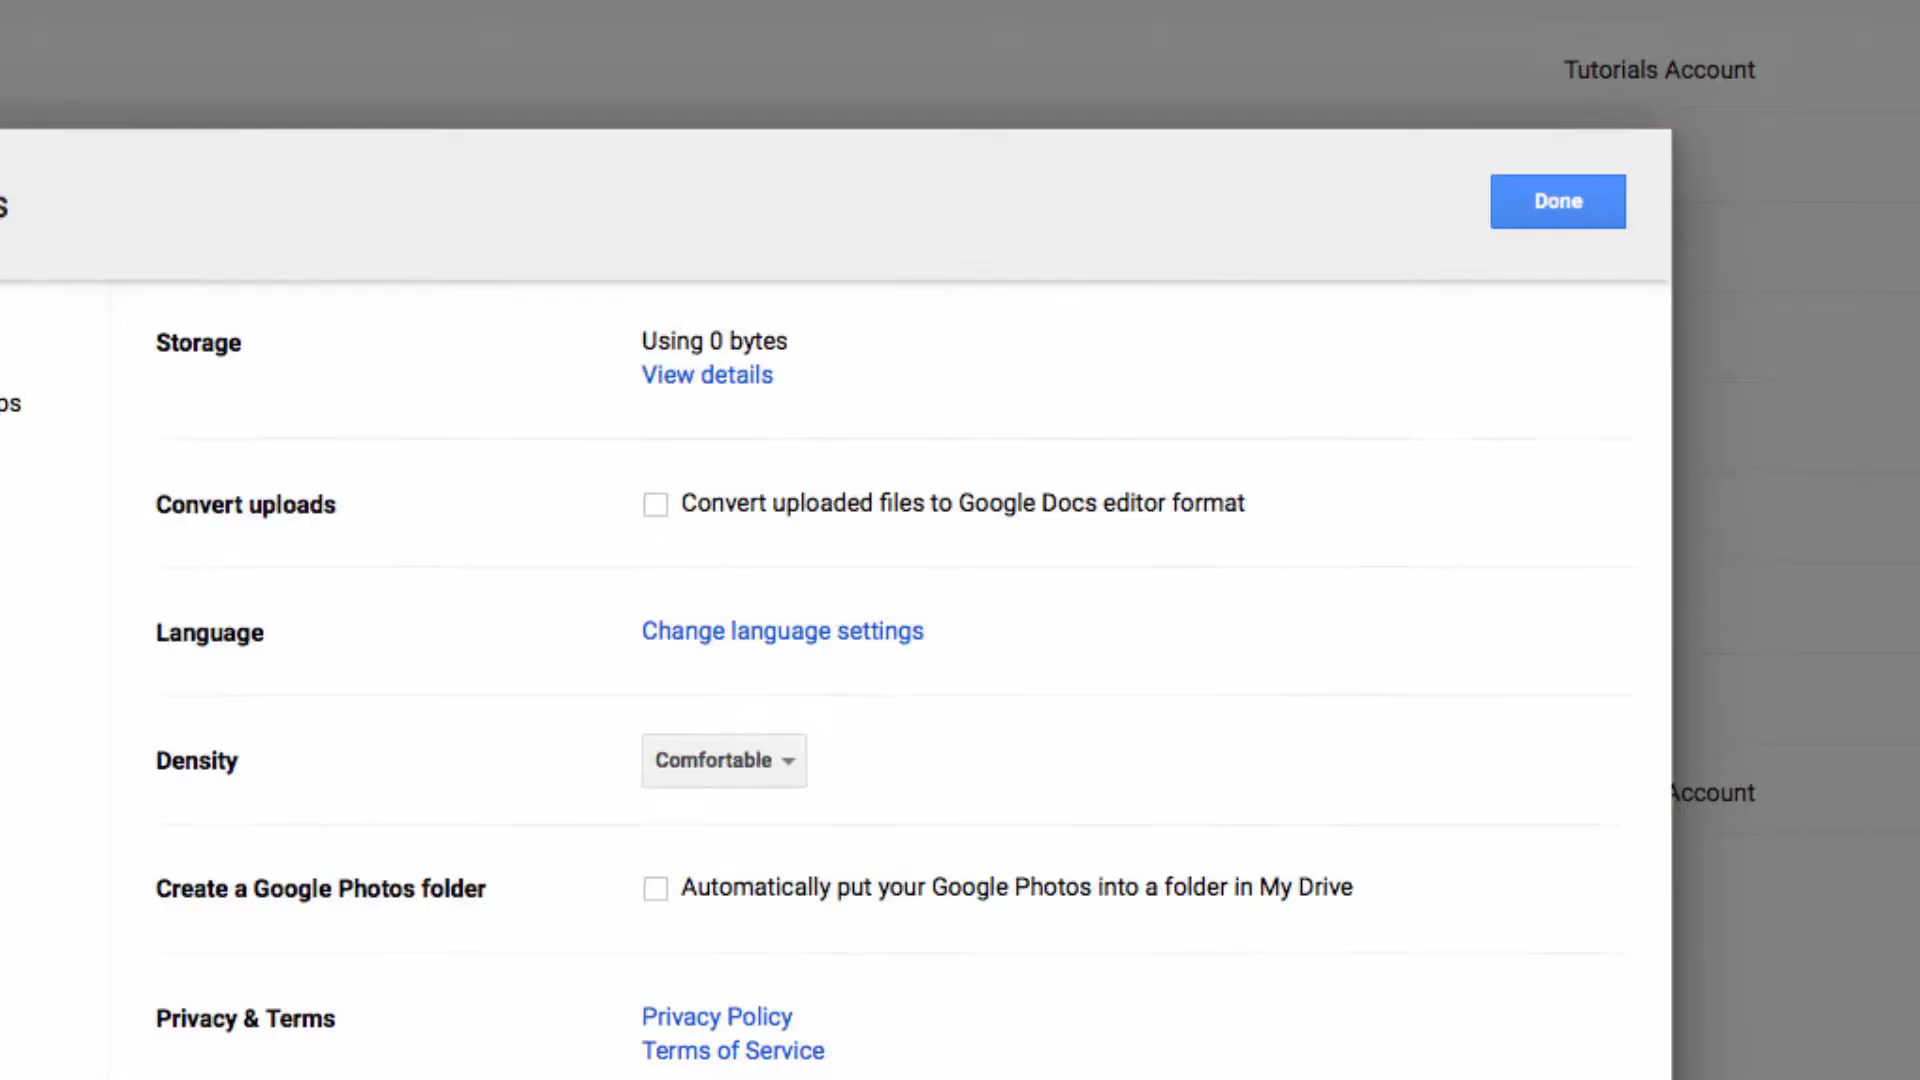 Tutorials Account
s
Done
Storage
Using 0 bytes
View details
ps
Convert uploads
Convert uploaded files to Google Docs editor format
Language
Change language settings
Density
Comfortable
Account
Create a Google Photos folder
Automatically put your Google Photos into a folder in My Drive
Privacy & Terms
Privacy Policy
Terms of Service